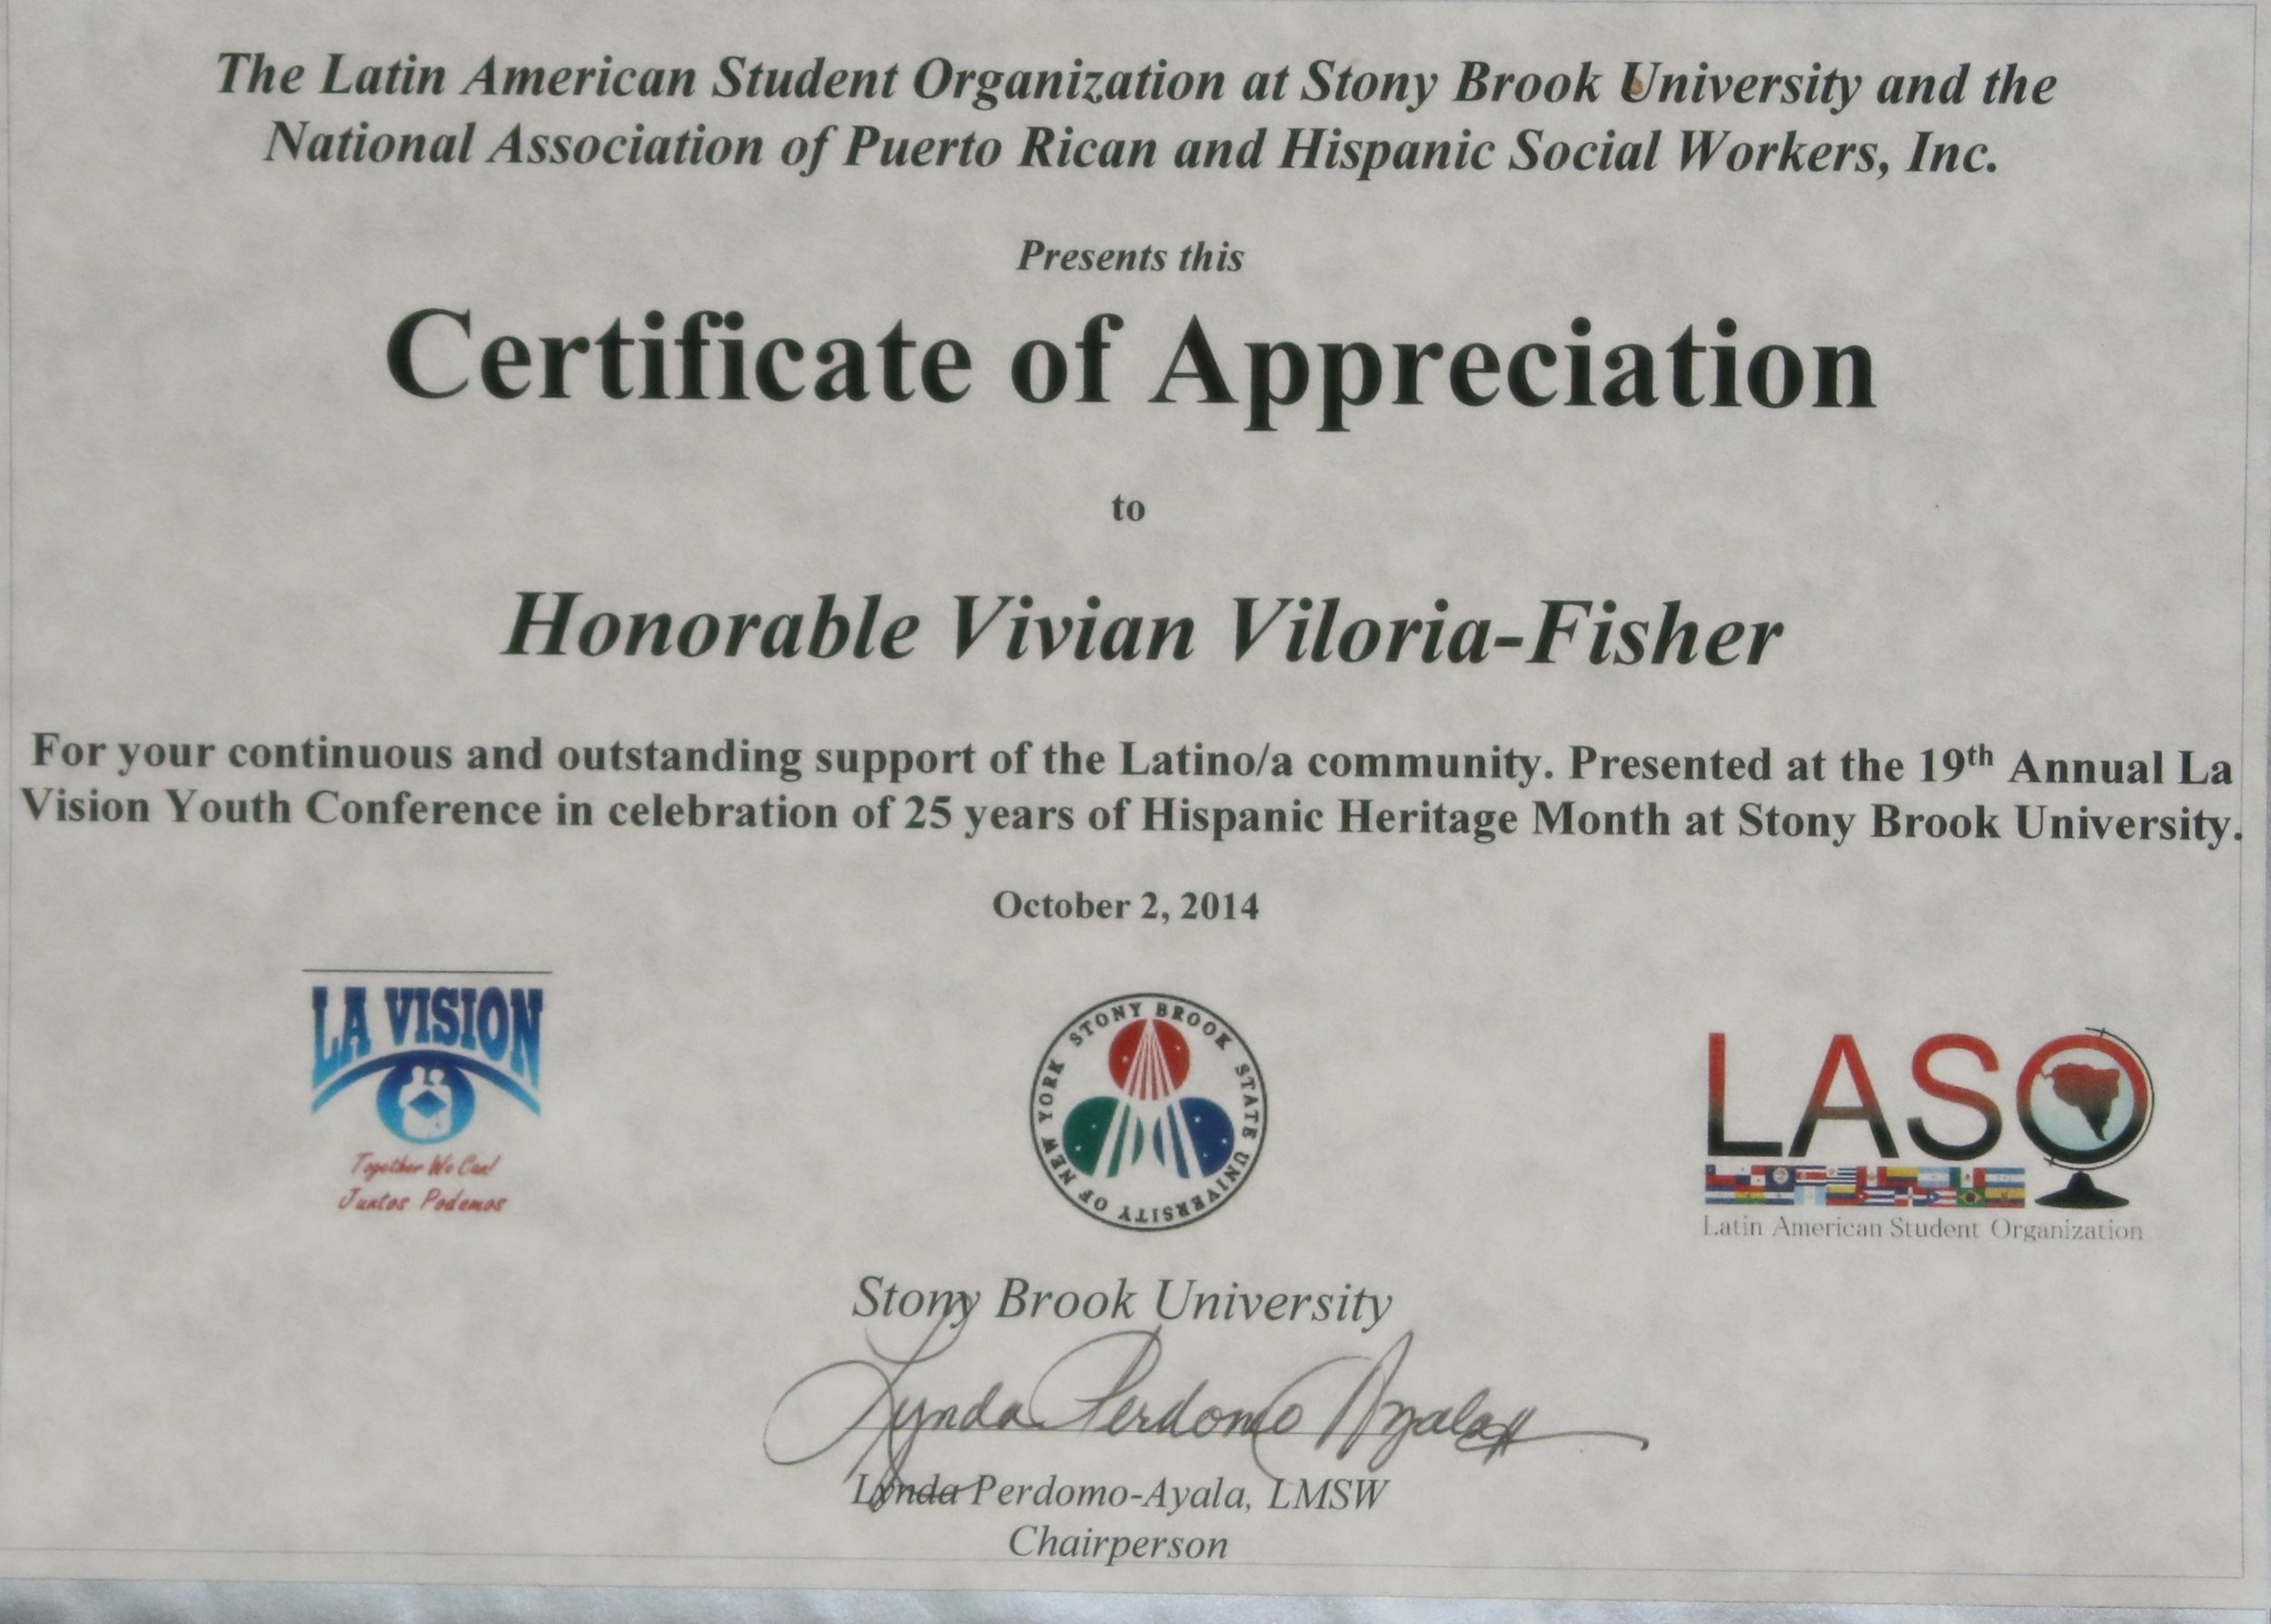 The Latin American Student Organization at Stony Brook University and the
National Association of Puerto Rican and Hispanic Social Workers, Inc.
Presents this
Certificate of Appreciation
to
Honorable Vivian Viloria-Fisher
For your continuous and outstanding support of the Latino/a community. Presented at the 19th Annual La
Vision Youth Conference in celebration of 25 years of Hispanic Heritage Month at Stony Brook University.
October 2, 2014
LA VISION
Together We Can!
Juntos Podemos
STONY BROOK STATE UNIVERSITY OF NEW YORK
LASO
Latin American Student Organization
Stony Brook University
Lynda Perdomo Ayala
Lynda Perdomo-Ayala, LMSW
Chairperson